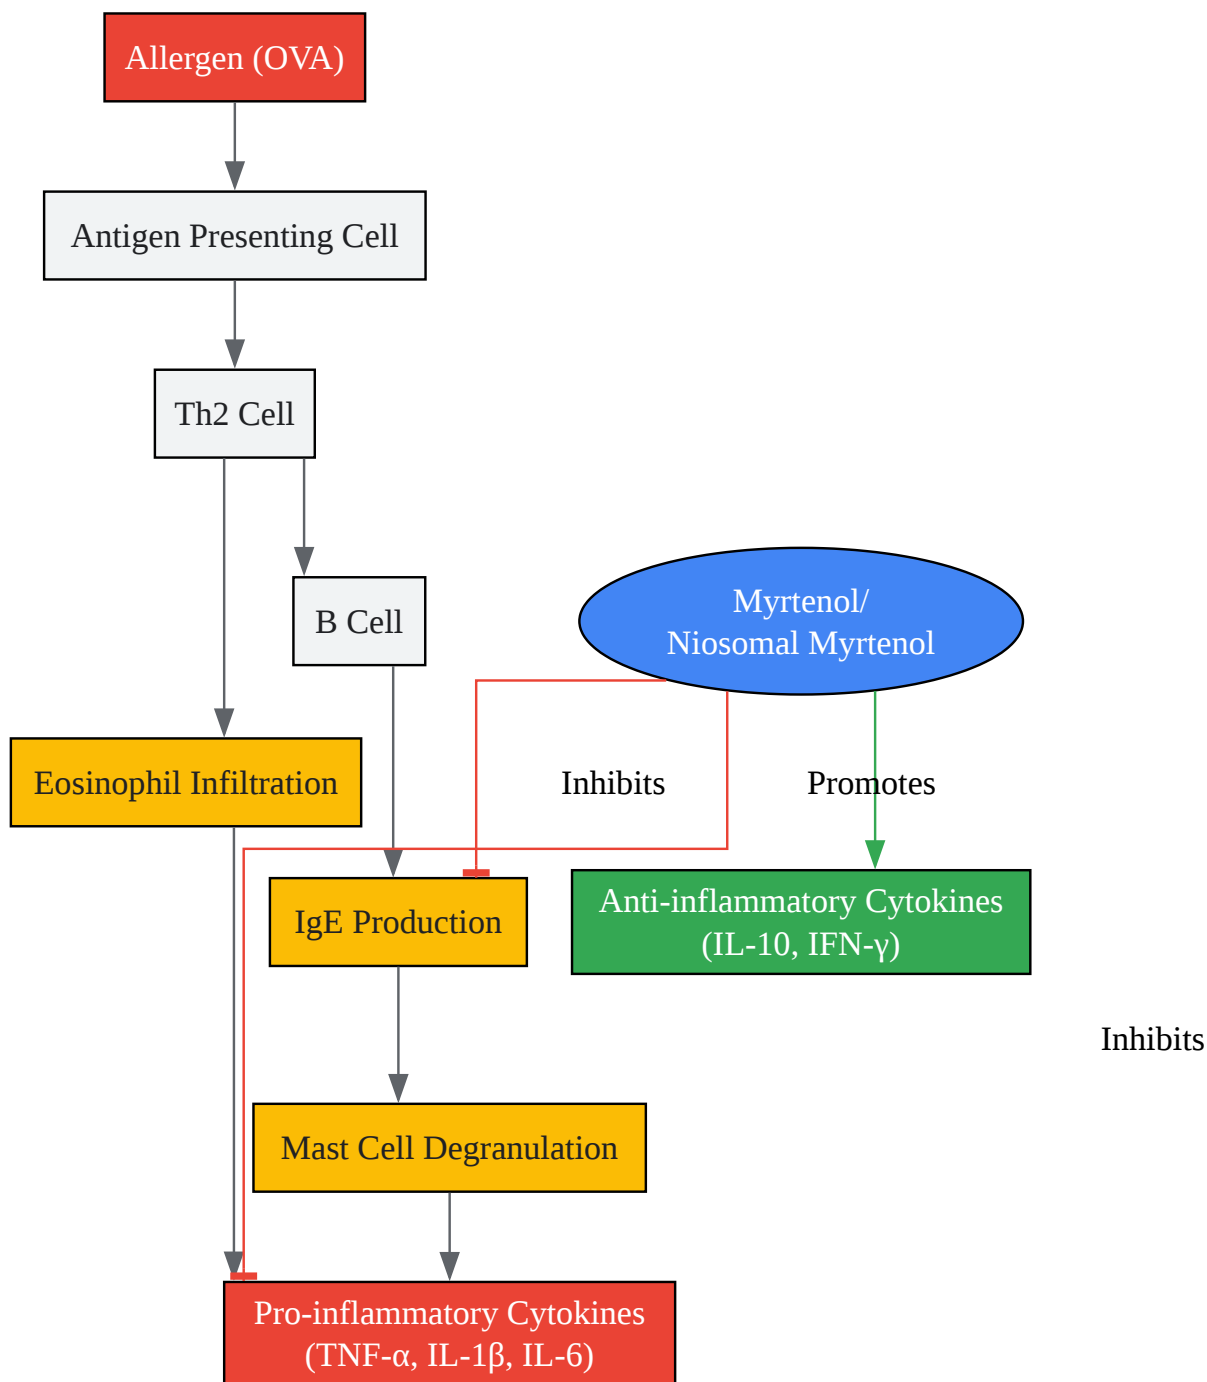 Allergen (OVA)
Antigen Presenting Cell
Th2 Cell
B Cell
Myrtenol/
Niosomal Myrtenol
Eosinophil Infiltration
Inhibits
Promotes
IgE Production
Anti-inflammatory Cytokines
(IL-10, IFN-γ)
Inhibits
Mast Cell Degranulation
Pro-inflammatory Cytokines
(TNF-α, IL-1β, IL-6)